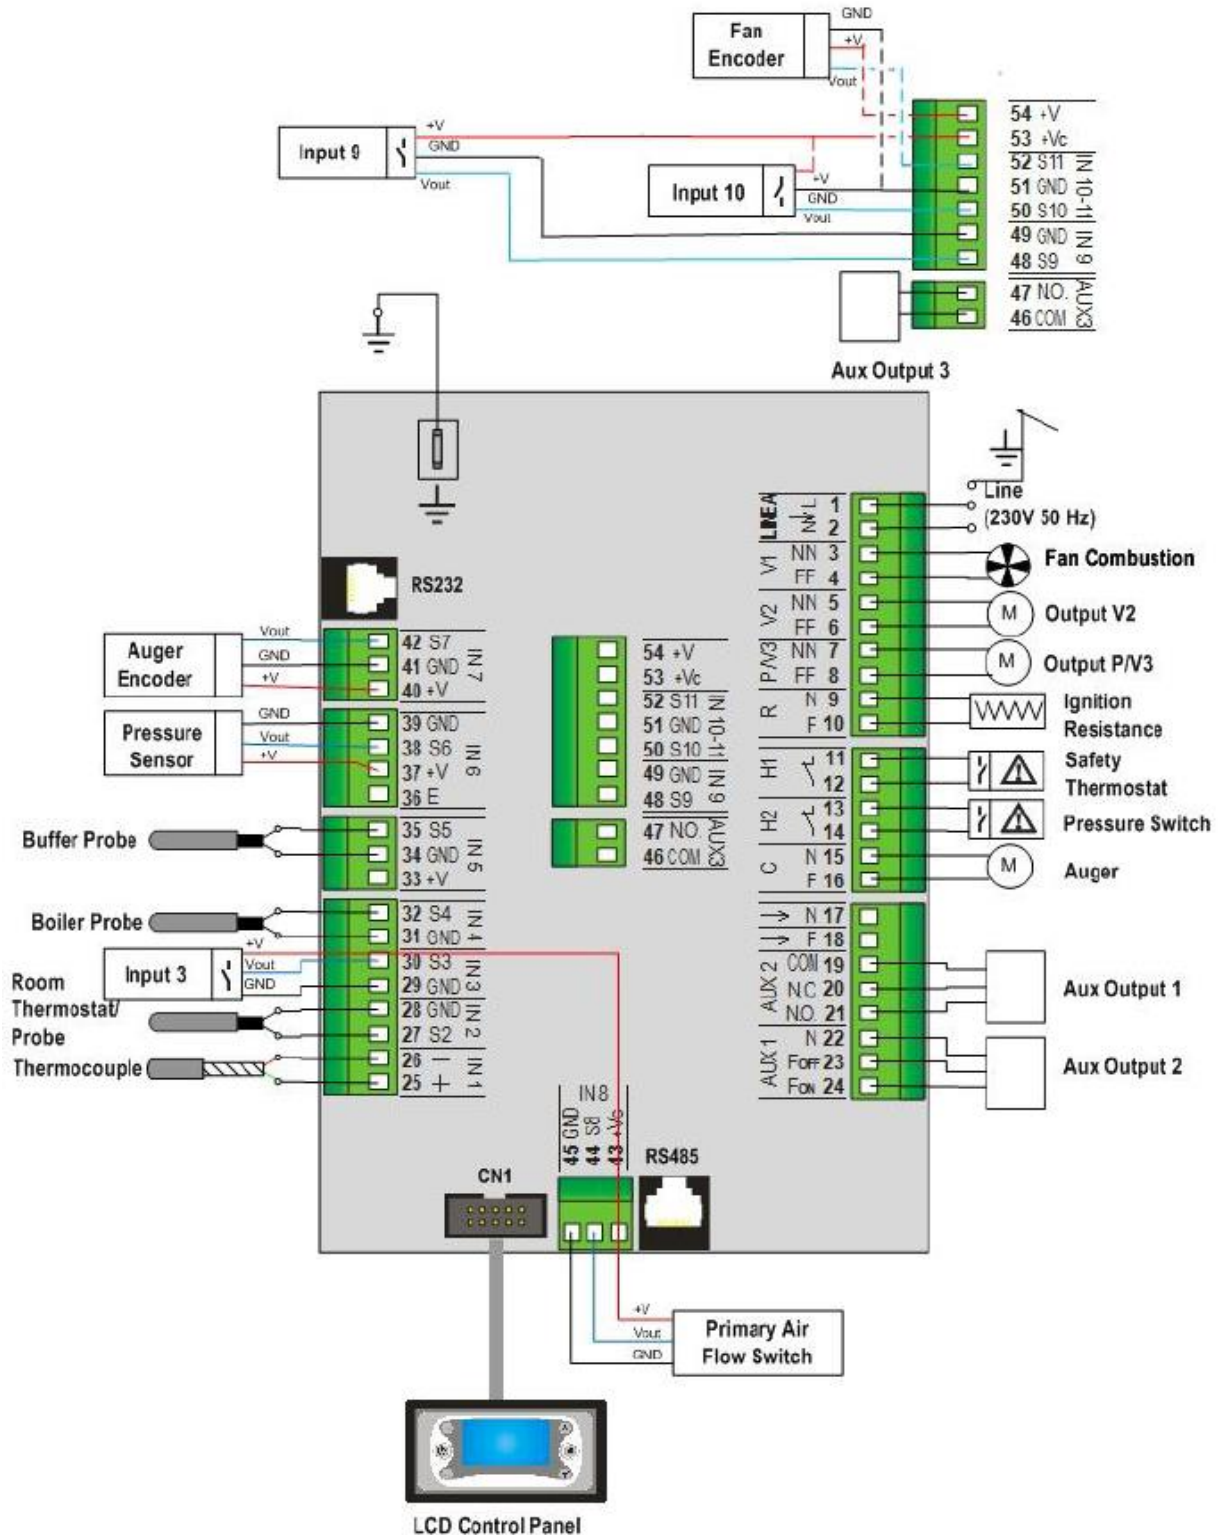 GND
Fan
Encoder
+V
Vout
54 +V
53 +Vc
52 S11
51 GND
50 S10
IN 10-11
49 GND
48 S9
IN 9
47 N.O.
46 COM
AUX3
Input 9
+V
GND
Vout
Input 10
+V
GND
Vout
Aux Output 3
Line
(230V 50 Hz)
LINEA
L 1
N 2
V1
NN 3
FF 4
Fan Combustion
V2
NN 5
FF 6
M
Output V2
P/V3
NN 7
FF 8
M
Output P/V3
R
N 9
F 10
Ignition
Resistance
H1
11
12
Safety
Thermostat
H2
13
14
Pressure Switch
C
N 15
F 16
M
Auger
N 17
F 18
AUX 2
COM 19
N.C 20
N.O. 21
Aux Output 1
AUX 1
N 22
FOFF 23
FON 24
Aux Output 2
RS232
Auger
Encoder
Vout
GND
+V
42 S7
41 GND
40 +V
IN 7
Pressure
Sensor
GND
Vout
+V
39 GND
38 S6
37 +V
36 E
IN 6
Buffer Probe
35 S5
34 GND
33 +V
IN 5
Boiler Probe
32 S4
31 GND
IN 4
Input 3
+V
Vout
GND
30 S3
29 GND
IN 3
Room
Thermostat/
Probe
28 GND
27 S2
IN 2
Thermocouple
26 —
25 +
IN 1
54 +V
53 +Vc
52 S11
51 GND
50 S10
IN 10-11
49 GND
48 S9
IN 9
47 NO.
46 COM
AUX3
IN 8
45 GND
44 S8
43 +Vc
RS485
CN1
+V
Vout
GND
Primary Air
Flow Switch
LCD Control Panel